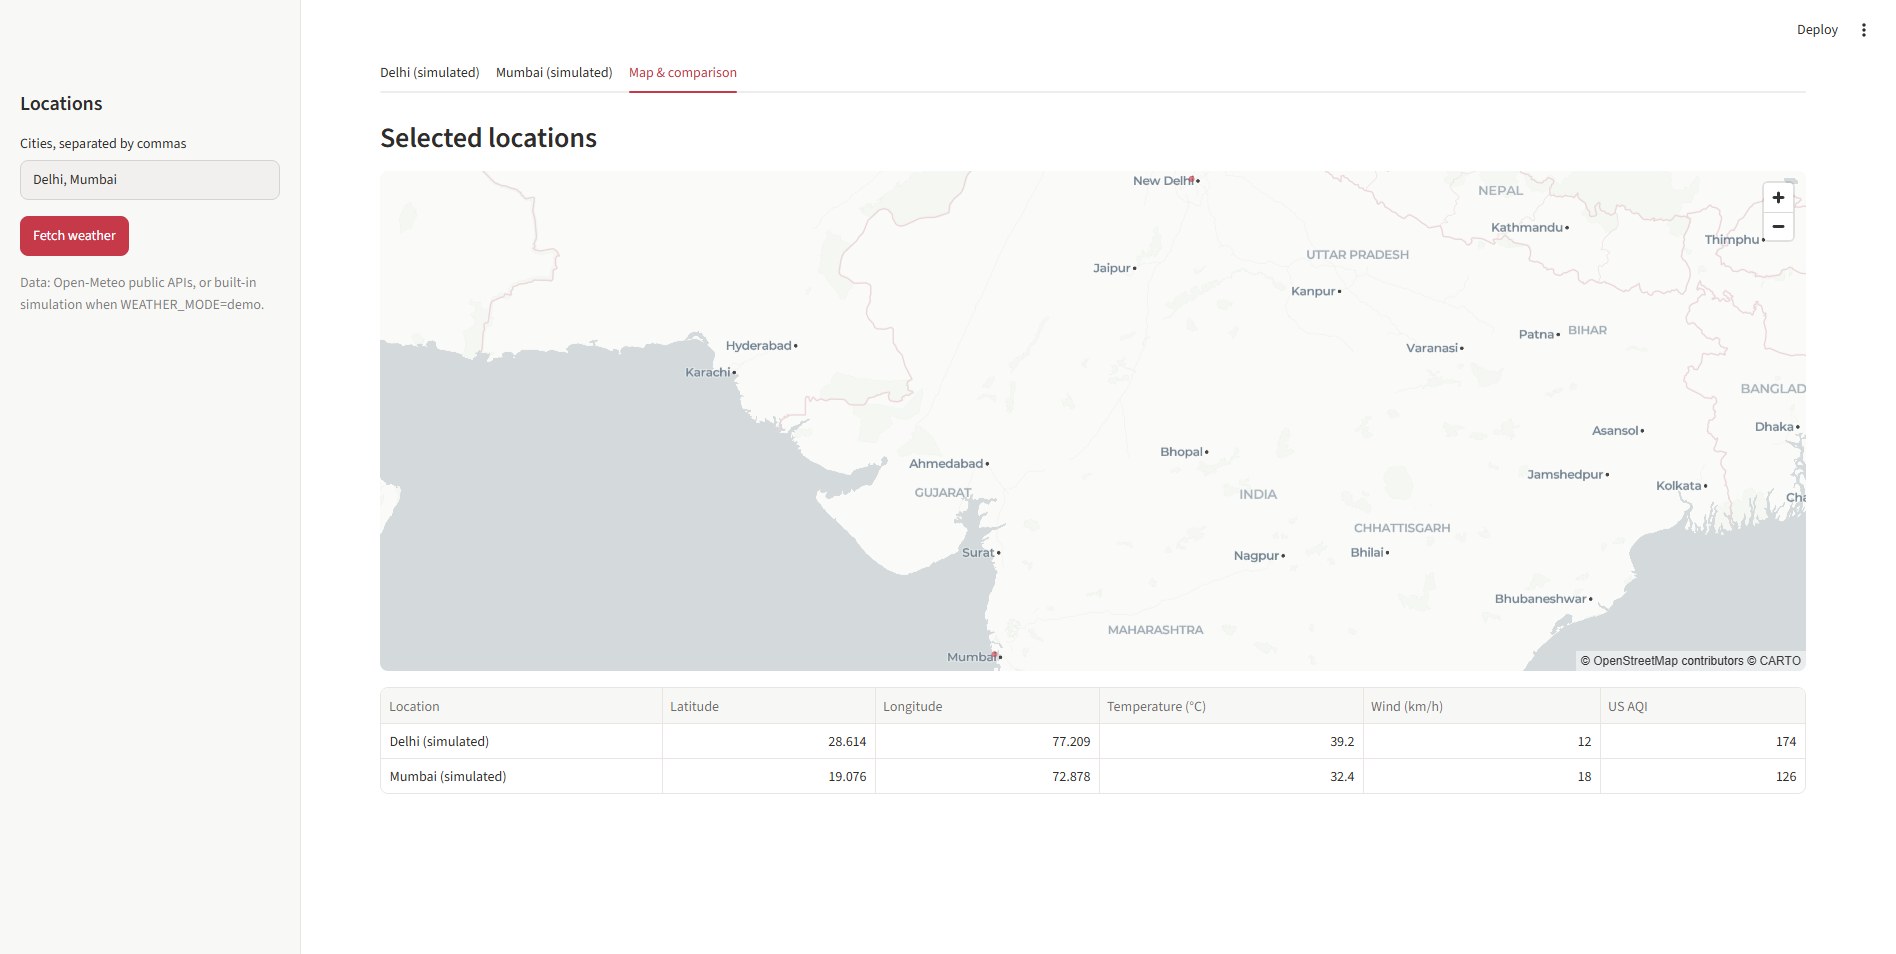 Deploy
Locations
Cities, separated by commas
Delhi, Mumbai
Fetch weather
Data: Open-Meteo public APIs, or built-in
simulation when WEATHER_MODE=demo.
Delhi (simulated) Mumbai (simulated) Map & comparison
Selected locations
New Delhi
NEPAL
Kathmandu
Thimphu
UTTAR PRADESH
Jaipur
Kanpur
Patna BIHAR
Hyderabad
Varanasi
Karachi
BANGLAD
Dhaka
Asansol
Bhopal
Ahmedabad
Jamshedpur
Kolkata
GUJARAT
INDIA
Cha
CHHATTISGARH
Surat
Nagpur
Bhilai
Bhubaneshwar
MAHARASHTRA
Mumbai
© OpenStreetMap contributors © CARTO
Location Latitude Longitude Temperature (°C) Wind (km/h) US AQI
Delhi (simulated) 28.614 77.209 39.2 12 174
Mumbai (simulated) 19.076 72.878 32.4 18 126